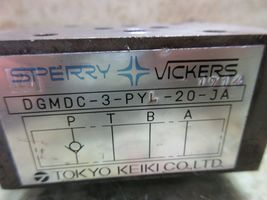 SPERRY VICKERS
DGMDC-3-PYL-20-JA
P T B A
TOKYO KEIKI CO., LTD.